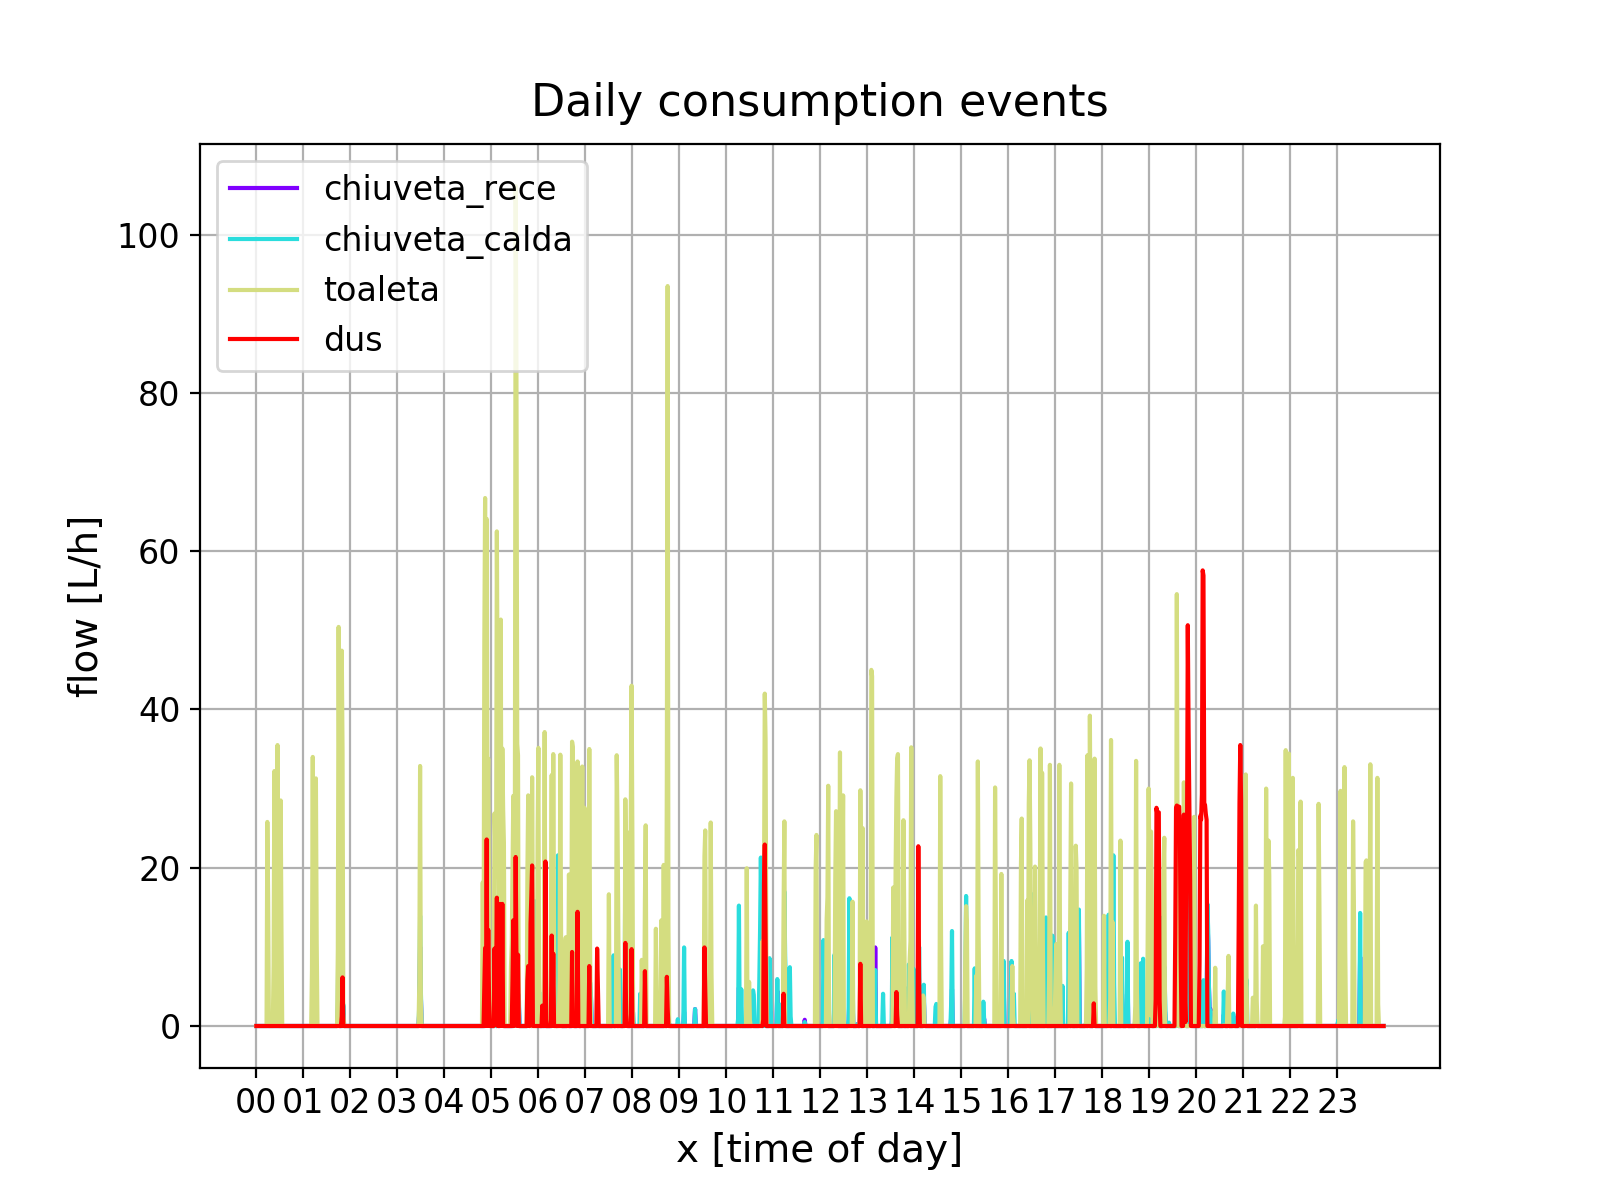 Daily consumption events
chiuveta_rece
chiuveta_calda
toaleta
dus
100
80
60
40
20
0
flow [L/h]
00 01 02 03 04 05 06 07 08 09 10 11 12 13 14 15 16 17 18 19 20 21 22 23
x [time of day]